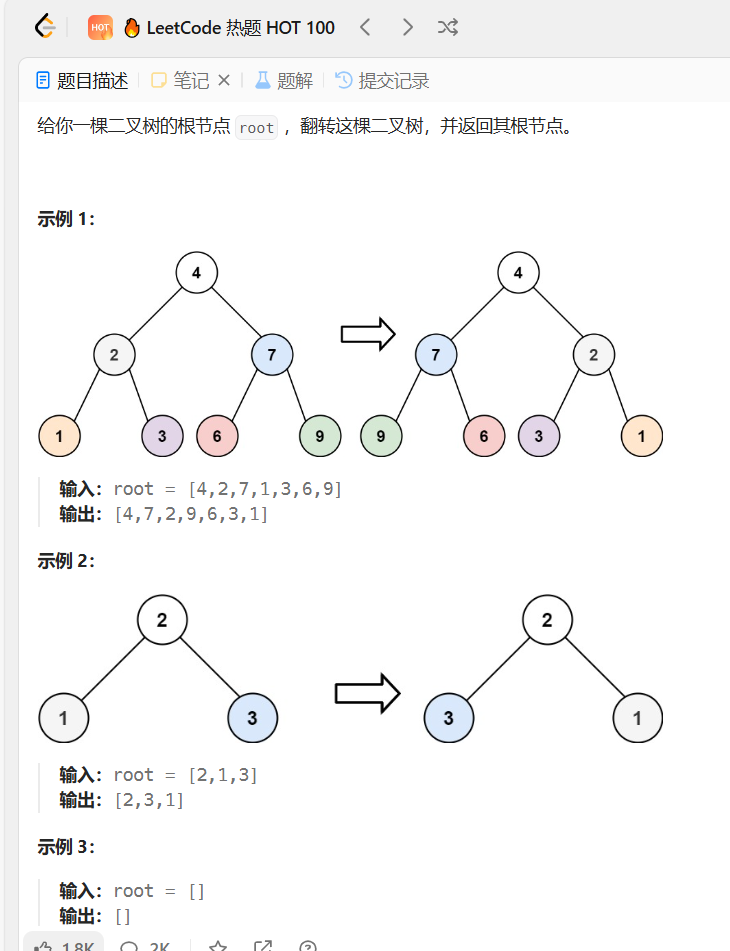 HOT 🔥 LeetCode 热题 HOT 100
题目描述 笔记 题解 提交记录
给你一棵二叉树的根节点 root ，翻转这棵二叉树，并返回其根节点。
示例 1：
4 4
2 7 7 2
1 3 6 9 9 6 3 1
输入：root = [4,2,7,1,3,6,9]
输出：[4,7,2,9,6,3,1]
示例 2：
2 2
1 3 3 1
输入：root = [2,1,3]
输出：[2,3,1]
示例 3：
输入：root = []
输出：[]
1.8K 2K